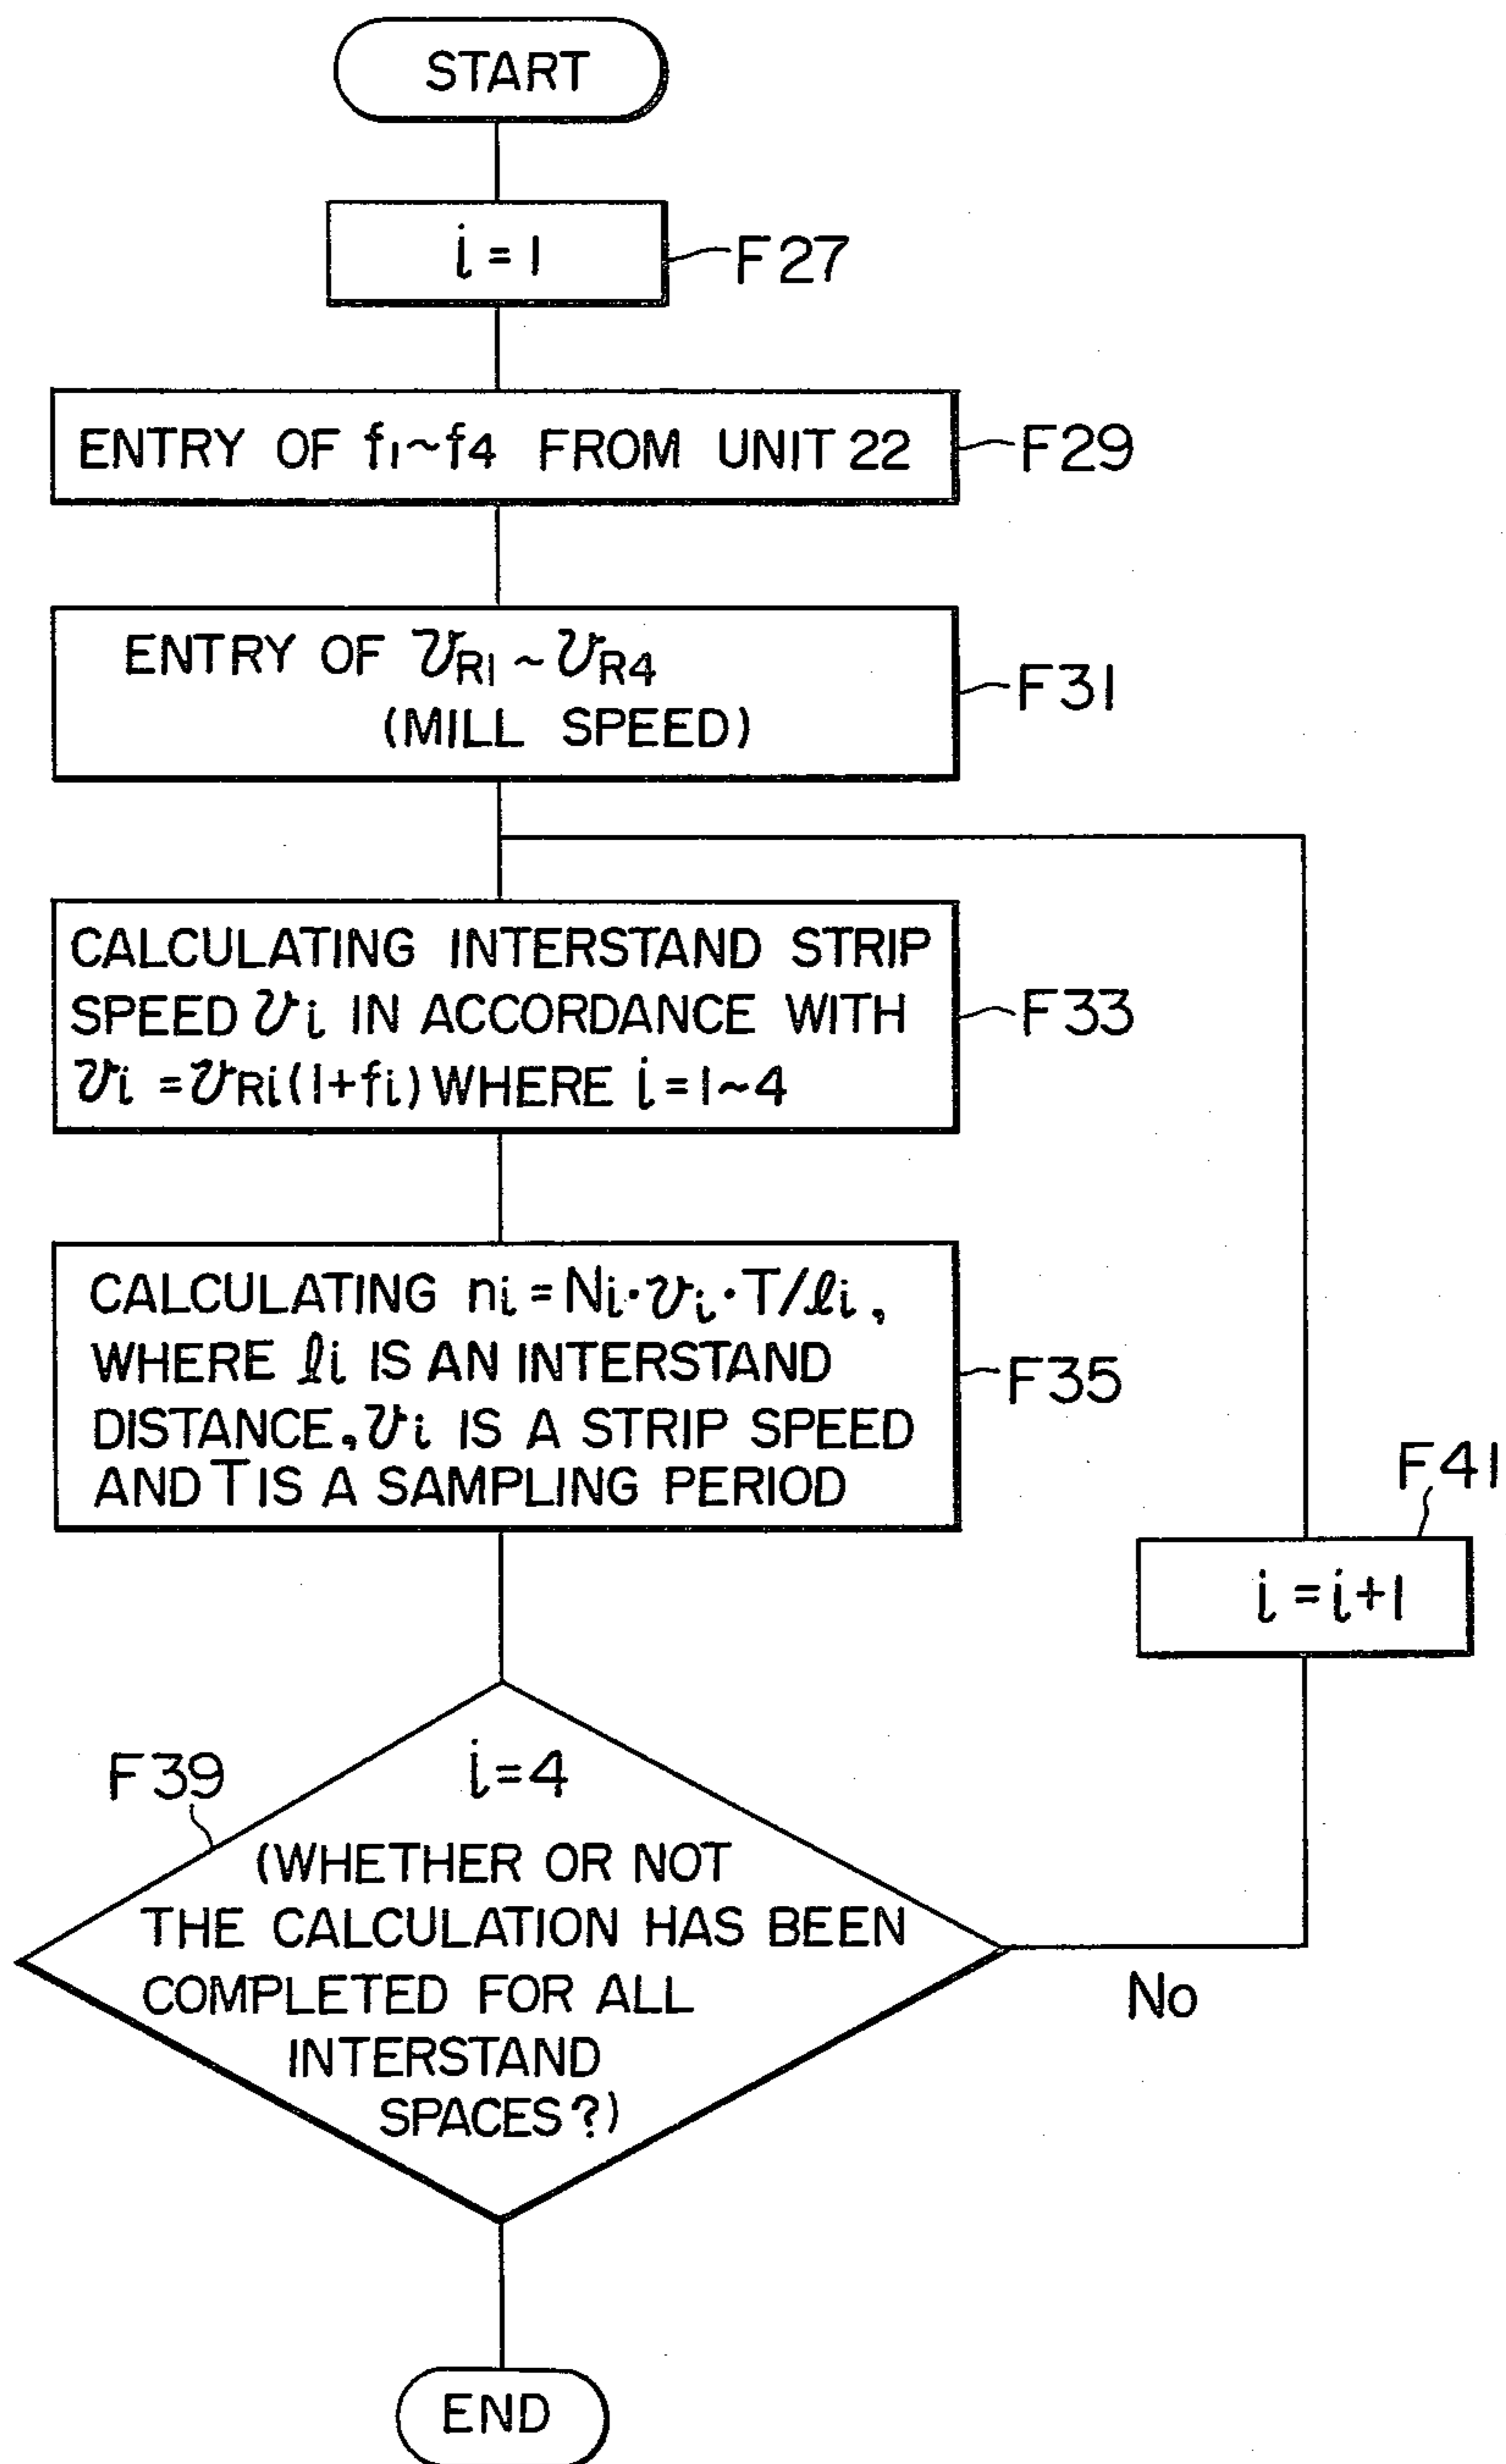 START
i = 1
F27
ENTRY OF f1~f4 FROM UNIT 22
F29
ENTRY OF vR1 ~ vR4
(MILL SPEED)
F31
CALCULATING INTERSTAND STRIP
SPEED vi IN ACCORDANCE WITH
vi = vRi(1+fi) WHERE i = 1~4
F33
CALCULATING ni = Ni·vi·T/ℓi,
WHERE ℓi IS AN INTERSTAND
DISTANCE, vi IS A STRIP SPEED
AND T IS A SAMPLING PERIOD
F35
F41
i = i+1
F39
i=4
(WHETHER OR NOT
THE CALCULATION HAS BEEN
COMPLETED FOR ALL
INTERSTAND
SPACES?)
No
END